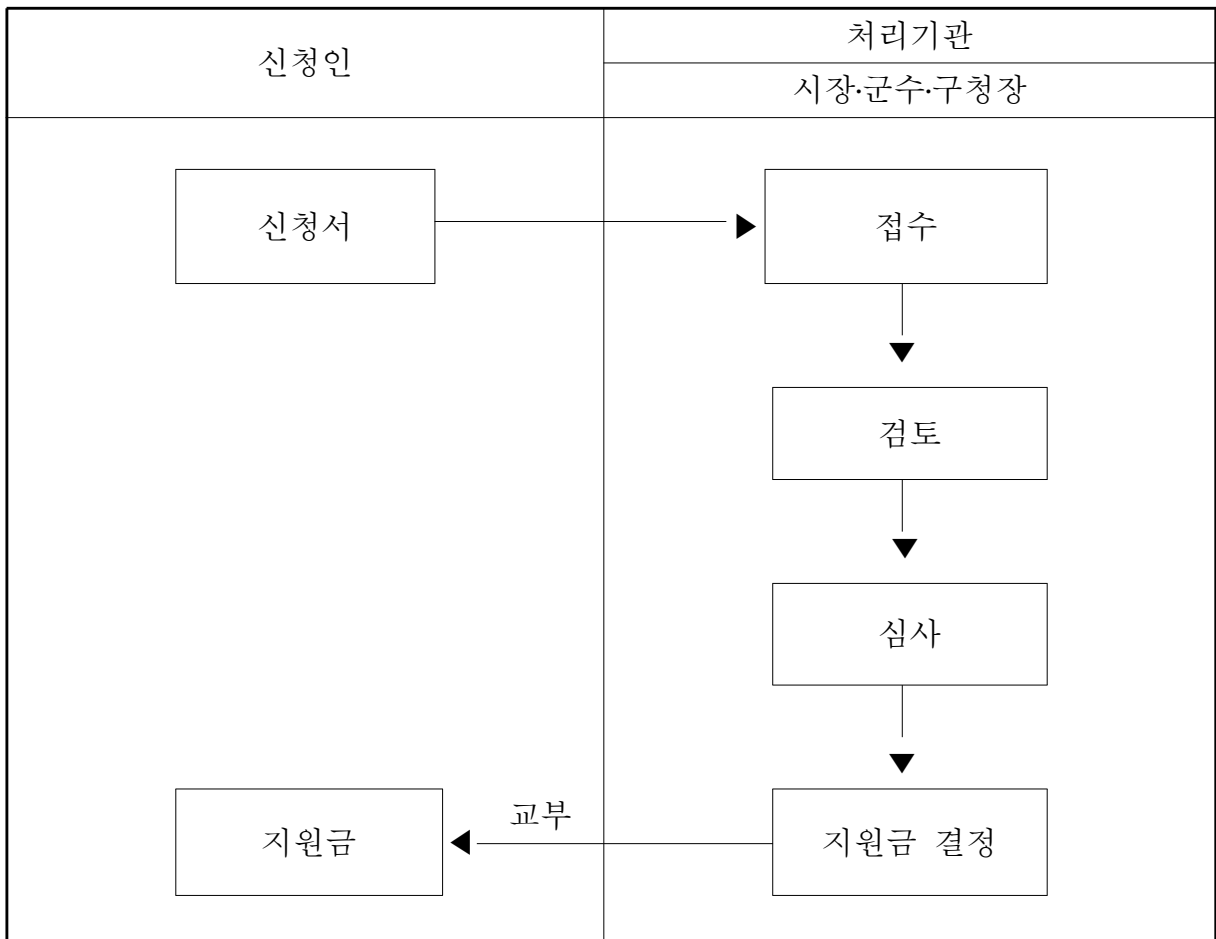 신청인
처리기관
시장·군수·구청장
신청서
접수
검토
심사
지원금 결정
교부
지원금